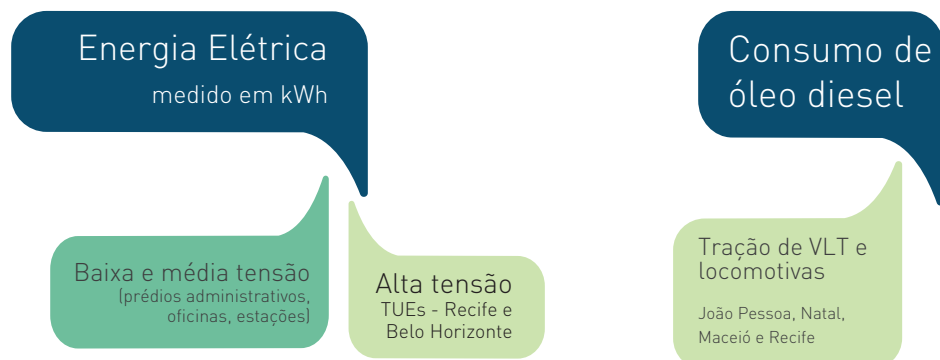 Energia Elétrica
medido em kWh
Baixa e média tensão
(prédios administrativos,
oficinas, estações)
Alta tensão
TUEs - Recife e
Belo Horizonte
Consumo de
óleo diesel
Tração de VLT e
locomotivas
João Pessoa, Natal,
Maceió e Recife